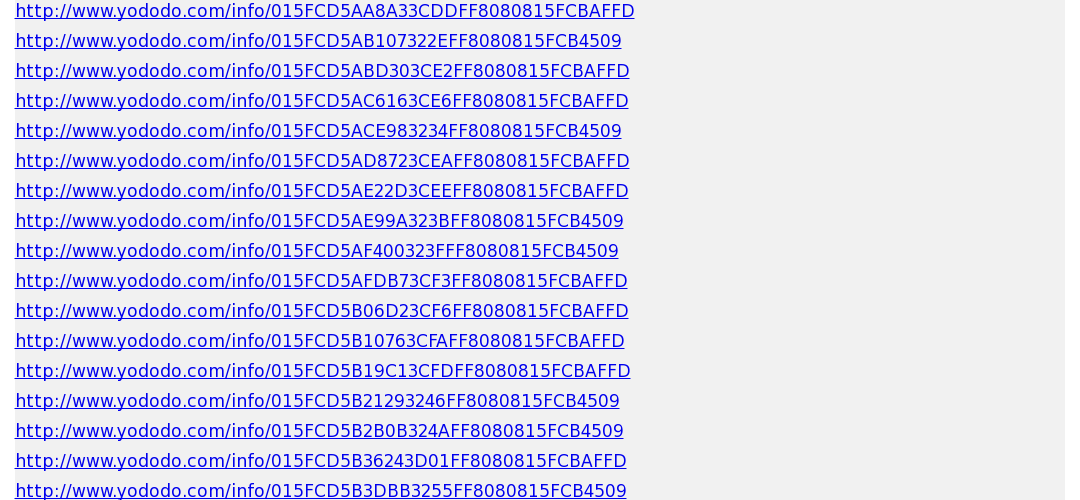 http://www.yododo.com/info/015FCD5AA8A33CDDFF8080815FCBAFFD
http://www.yododo.com/info/015FCD5AB107322EFF8080815FCB4509
http://www.yododo.com/info/015FCD5ABD303CE2FF8080815FCBAFFD
http://www.yododo.com/info/015FCD5AC6163CE6FF8080815FCBAFFD
http://www.yododo.com/info/015FCD5ACE983234FF8080815FCB4509
http://www.yododo.com/info/015FCD5AD8723CEAFF8080815FCBAFFD
http://www.yododo.com/info/015FCD5AE22D3CEEFF8080815FCBAFFD
http://www.yododo.com/info/015FCD5AE99A323BFF8080815FCB4509
http://www.yododo.com/info/015FCD5AF400323FFF8080815FCB4509
http://www.yododo.com/info/015FCD5AFDB73CF3FF8080815FCBAFFD
http://www.yododo.com/info/015FCD5B06D23CF6FF8080815FCBAFFD
http://www.yododo.com/info/015FCD5B10763CFAFF8080815FCBAFFD
http://www.yododo.com/info/015FCD5B19C13CFDFF8080815FCBAFFD
http://www.yododo.com/info/015FCD5B21293246FF8080815FCB4509
http://www.yododo.com/info/015FCD5B2B0B324AFF8080815FCB4509
http://www.yododo.com/info/015FCD5B36243D01FF8080815FCBAFFD
http://www.yododo.com/info/015FCD5B3DBB3255FF8080815FCB4509